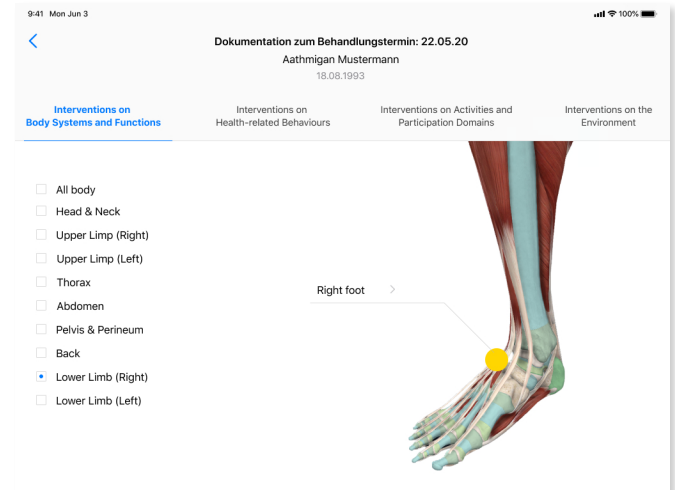 9:41 Mon Jun 3
100%
Dokumentation zum Behandlungstermin: 22.05.20
Aathmigan Mustermann
18.08.1993
Interventions on
Body Systems and Functions
Interventions on
Health-related Behaviours
Interventions on Activities and
Participation Domains
Interventions on the
Environment
All body
Head & Neck
Upper Limp (Right)
Upper Limp (Left)
Thorax
Abdomen
Pelvis & Perineum
Back
Lower Limb (Right)
Lower Limb (Left)
Right foot